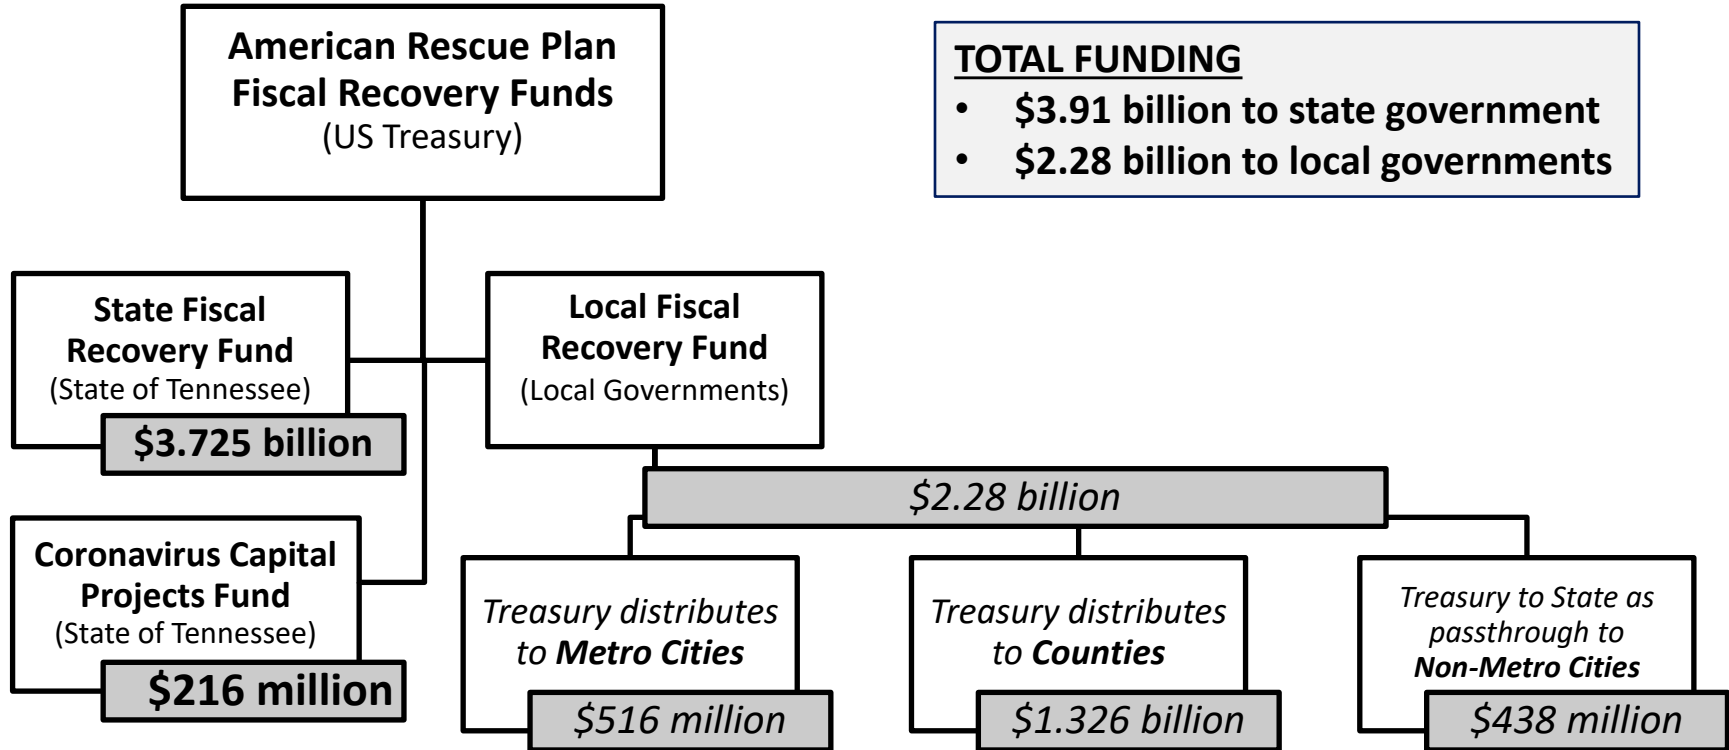 American Rescue Plan
Fiscal Recovery Funds
(US Treasury)
TOTAL FUNDING
• $3.91 billion to state government
• $2.28 billion to local governments
State Fiscal
Recovery Fund
(State of Tennessee)
$3.725 billion
Local Fiscal
Recovery Fund
(Local Governments)
$2.28 billion
Coronavirus Capital
Projects Fund
(State of Tennessee)
$216 million
Treasury distributes
to Metro Cities
$516 million
Treasury distributes
to Counties
$1.326 billion
Treasury to State as
passthrough to
Non-Metro Cities
$438 million